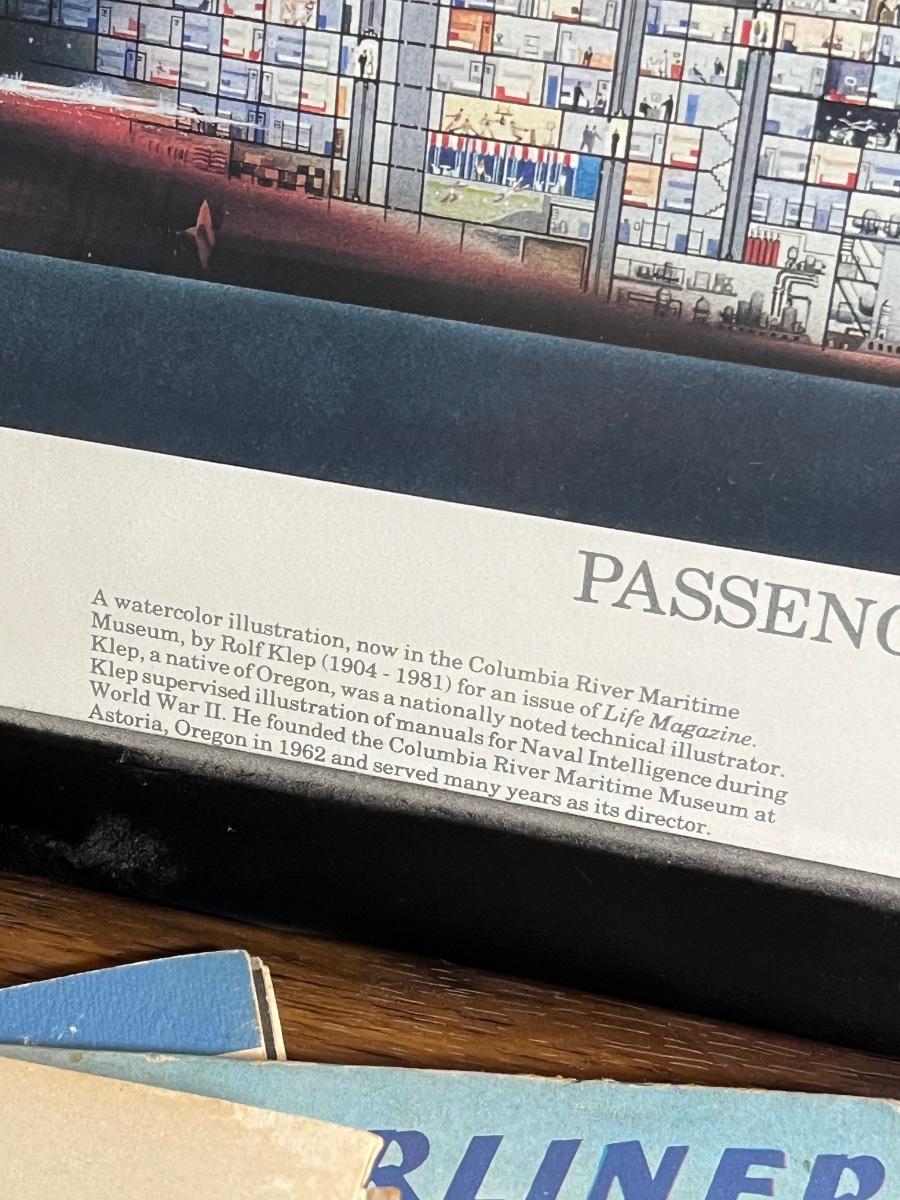 PASSENG
A watercolor illustration, now in the Columbia River Maritime
Museum, by Rolf Klep (1904 - 1981) for an issue of Life Magazine.
Klep, a native of Oregon, was a nationally noted technical illustrator.
Klep supervised illustration of manuals for Naval Intelligence during
World War II. He founded the Columbia River Maritime Museum at
Astoria, Oregon in 1962 and served many years as its director.
RLINER